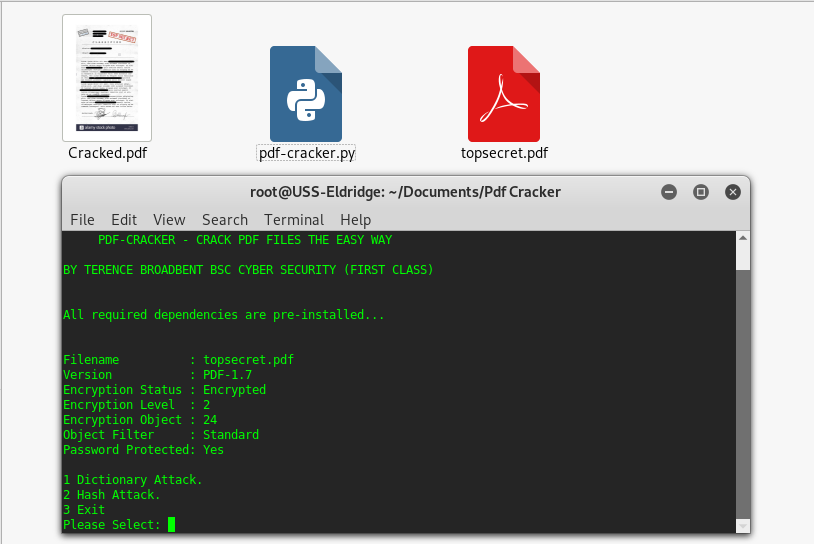 Cracked.pdf
pdf-cracker.py
topsecret.pdf
root@USS-Eldridge: ~/Documents/Pdf Cracker
File Edit View Search Terminal Help
PDF-CRACKER - CRACK PDF FILES THE EASY WAY
BY TERENCE BROADBENT BSC CYBER SECURITY (FIRST CLASS)
All required dependencies are pre-installed...
Filename : topsecret.pdf
Version : PDF-1.7
Encryption Status : Encrypted
Encryption Level : 2
Encryption Object : 24
Object Filter : Standard
Password Protected: Yes
1 Dictionary Attack.
2 Hash Attack.
3 Exit
Please Select: